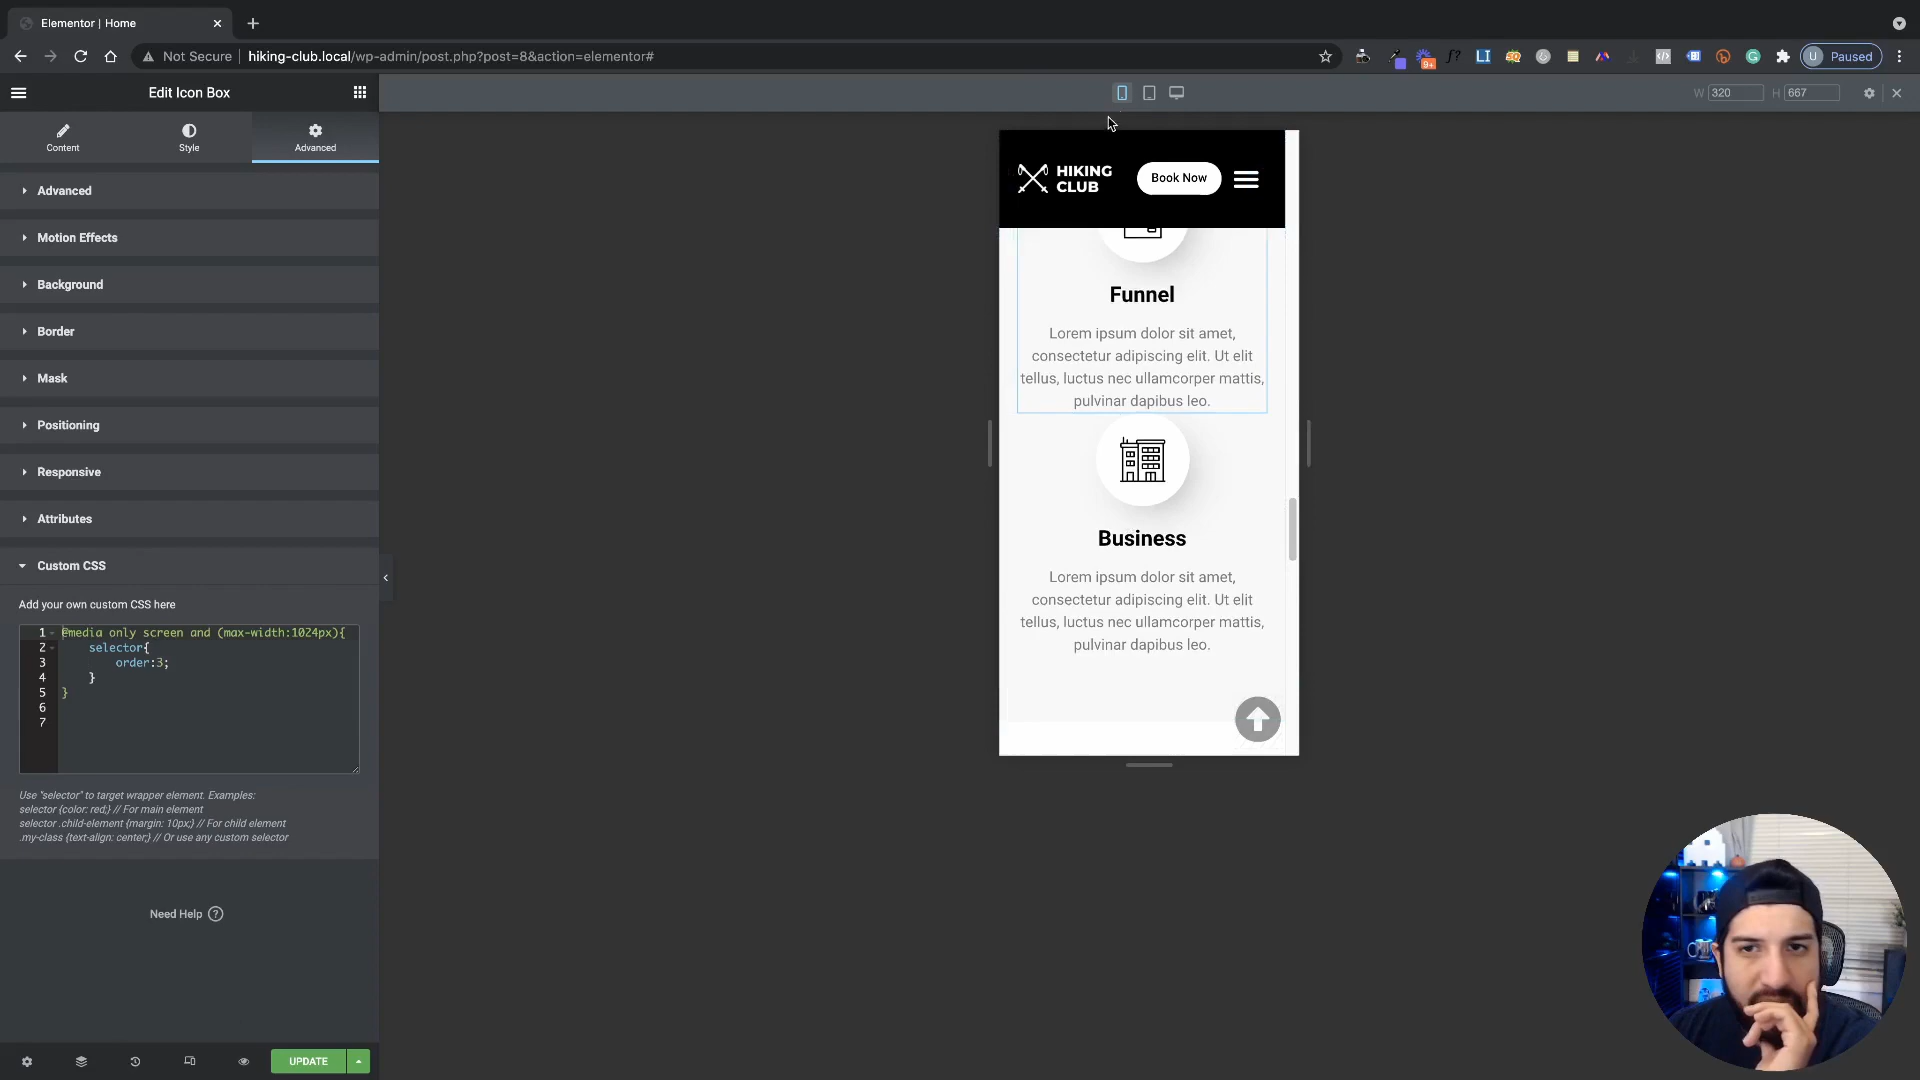 Elementor | Home
Not Secure
hiking-club.local/wp-admin/post.php?post=8&action=elementor#
9+
f?
LI
U
Paused
Edit Icon Box
W 320
H 667
Content
Style
Advanced
Advanced
Motion Effects
Background
Border
Mask
Positioning
Responsive
Attributes
Custom CSS
Add your own custom CSS here
1 @media only screen and (max-width:1024px){
2 selector{
3 order:3;
4 }
5 }
6
7
Use "selector" to target wrapper element. Examples:
selector {color: red;} // For main element
selector .child-element {margin: 10px;} // For child element
.my-class {text-align: center;} // Or use any custom selector
Need Help ?
UPDATE
HIKING
CLUB
Book Now
Funnel
Lorem ipsum dolor sit amet,
consectetur adipiscing elit. Ut elit
tellus, luctus nec ullamcorper mattis,
pulvinar dapibus leo.
Business
Lorem ipsum dolor sit amet,
consectetur adipiscing elit. Ut elit
tellus, luctus nec ullamcorper mattis,
pulvinar dapibus leo.